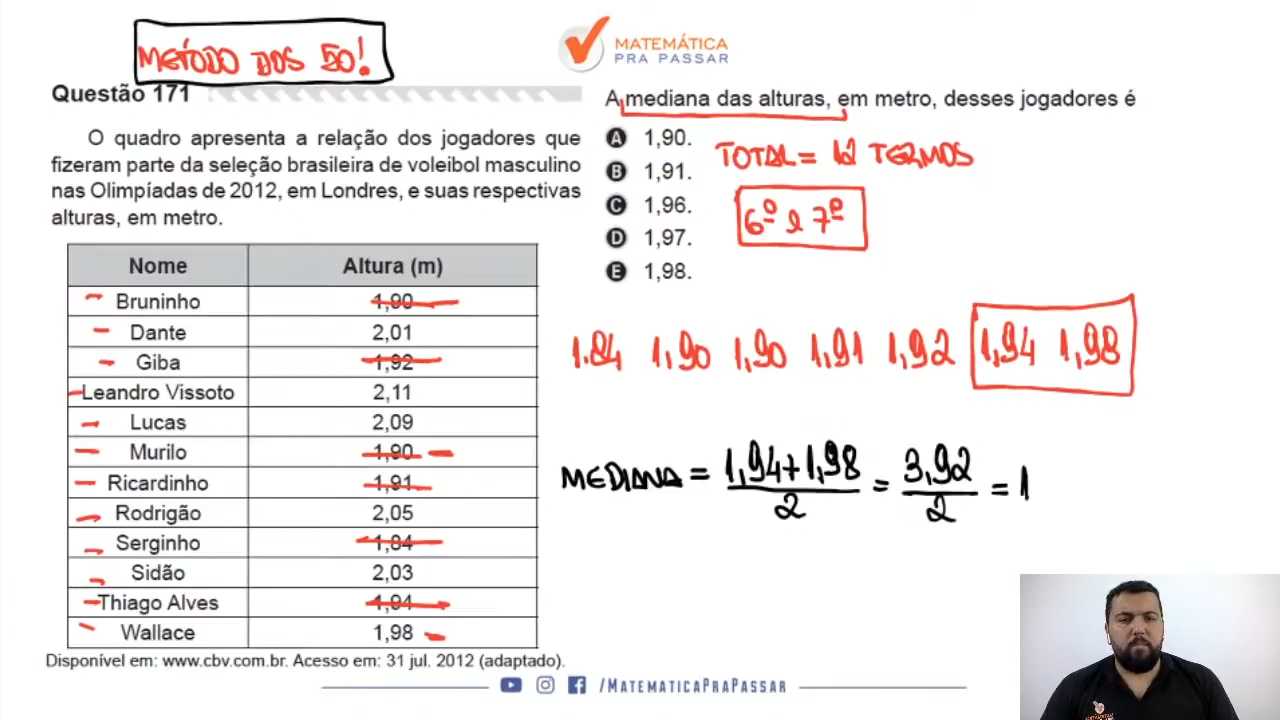 METÓDO DOS 50!
MATEMÁTICA
PRA PASSAR
Questão 171
O quadro apresenta a relação dos jogadores que
fizeram parte da seleção brasileira de voleibol masculino
nas Olimpíadas de 2012, em Londres, e suas respectivas
alturas, em metro.
Nome Altura (m)
Bruninho 1,90
Dante 2,01
Giba 1,92
Leandro Vissoto 2,11
Lucas 2,09
Murilo 1,90
Ricardinho 1,91
Rodrigão 2,05
Serginho 1,84
Sidão 2,03
Thiago Alves 1,94
Wallace 1,98
Disponível em: www.cbv.com.br. Acesso em: 31 jul. 2012 (adaptado).
A mediana das alturas, em metro, desses jogadores é
A 1,90.
B 1,91.
C 1,96.
D 1,97.
E 1,98.
TOTAL = 12 TERMOS
6º e 7º
1,84 1,90 1,90 1,91 1,92 1,94 1,98
MEDIANA = 1,94+1,98 / 2 = 3,92 / 2 = 1
/MATEMATICAPRAPASSAR